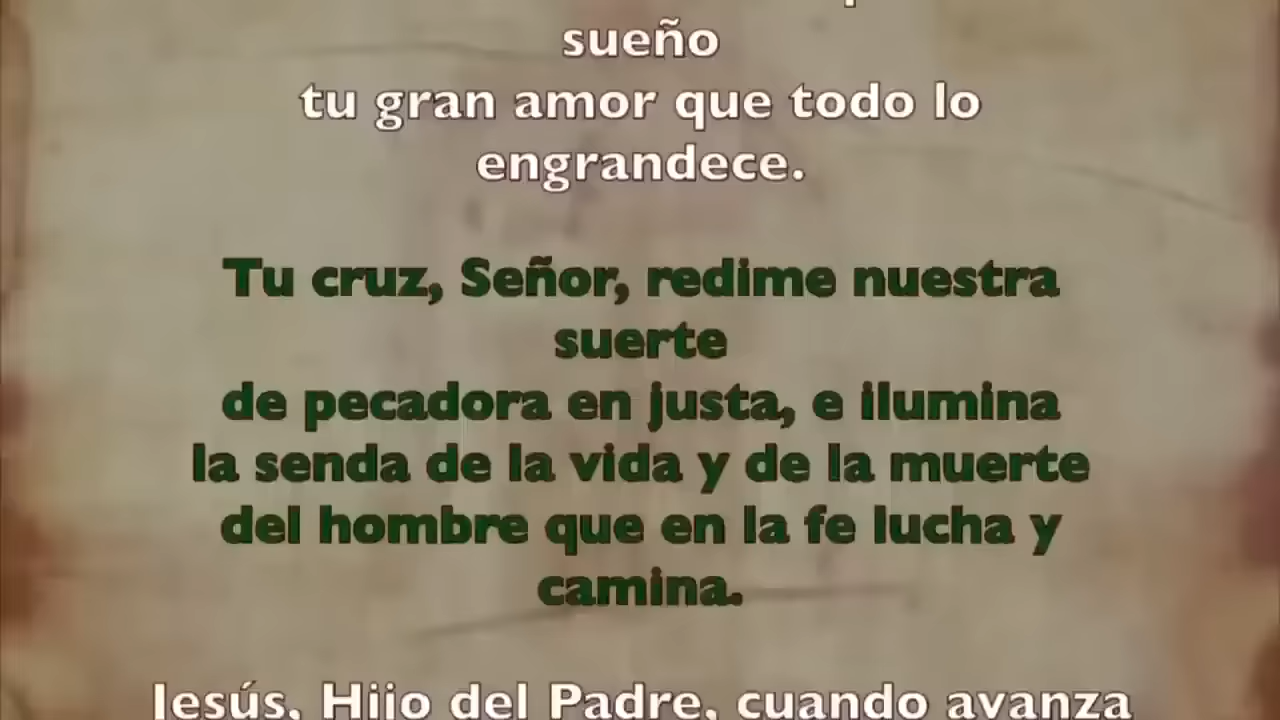 sueño
tu gran amor que todo lo
engrandece.
Tu cruz, Señor, redime nuestra
suerte
de pecadora en justa, e ilumina
la senda de la vida y de la muerte
del hombre que en la fe lucha y
camina.
Jesús, Hijo del Padre, cuando avanza